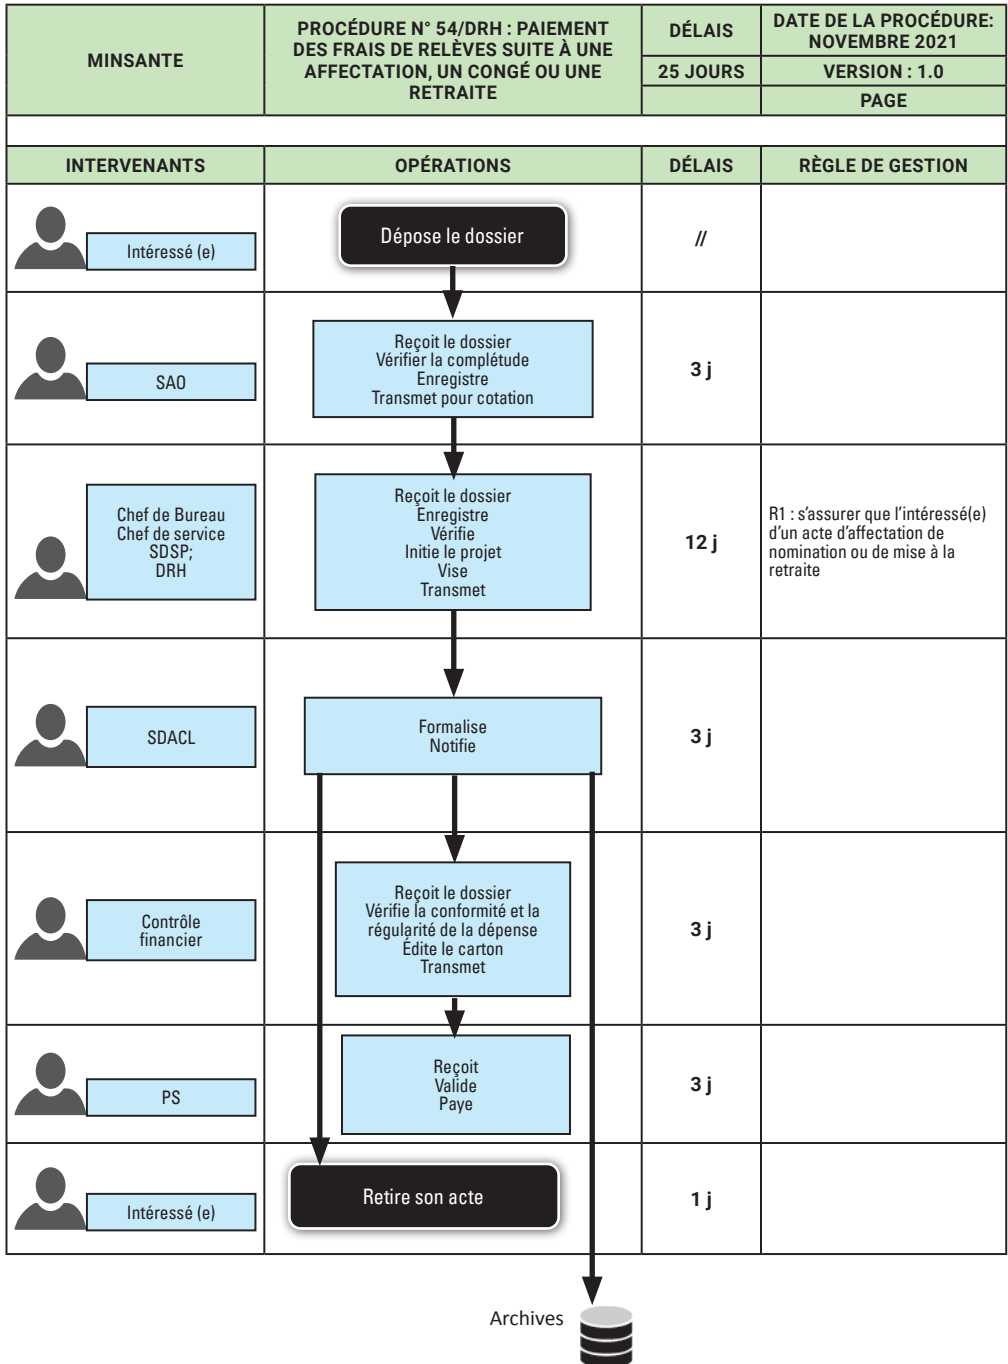 MINSANTE
PROCÉDURE N° 54/DRH : PAIEMENT
DES FRAIS DE RELÈVES SUITE À UNE
AFFECTATION, UN CONGÉ OU UNE
RETRAITE
DÉLAIS
25 JOURS
DATE DE LA PROCÉDURE:
NOVEMBRE 2021
VERSION : 1.0
PAGE
INTERVENANTS
OPÉRATIONS
DÉLAIS
RÈGLE DE GESTION
Intéressé (e)
Dépose le dossier
//
SAO
Reçoit le dossier
Vérifier la complétude
Enregistre
Transmet pour cotation
3 j
Chef de Bureau
Chef de service
SDSP;
DRH
Reçoit le dossier
Enregistre
Vérifie
Initie le projet
Vise
Transmet
12 j
R1 : s'assurer que l'intéressé(e)
d'un acte d'affectation de
nomination ou de mise à la
retraite
SDACL
Formalise
Notifie
3 j
Contrôle
financier
Reçoit le dossier
Vérifie la conformité et la
régularité de la dépense
Édite le carton
Transmet
3 j
PS
Reçoit
Valide
Paye
3 j
Intéressé (e)
Retire son acte
1 j
Archives